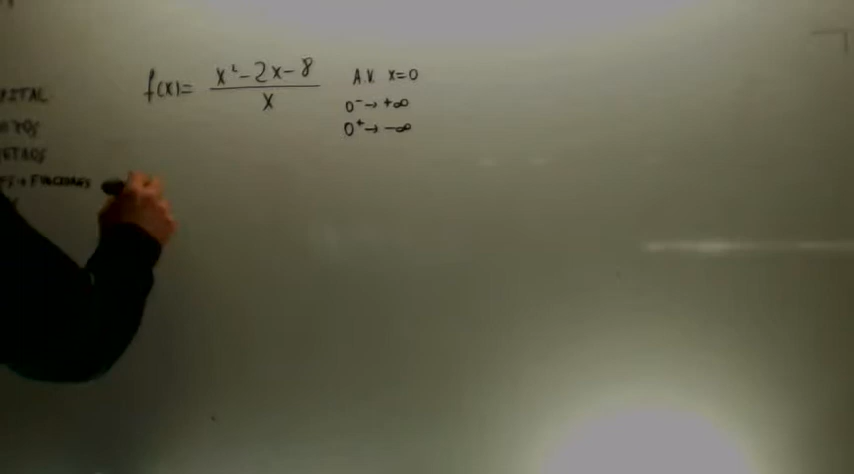 f(x)= x²-2x-8 / x
A.V. x=0
0⁻→ +∞
0⁺→ -∞